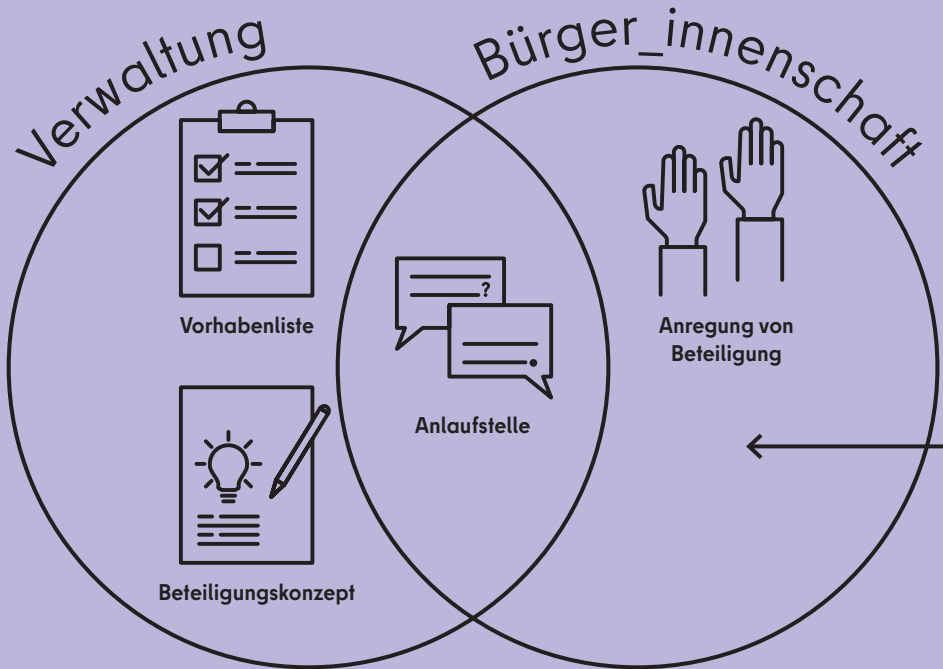 Verwaltung
Bürger_innenschaft
Vorhabenliste
?
Anregung von
Beteiligung
Anlaufstelle
Beteiligungskonzept